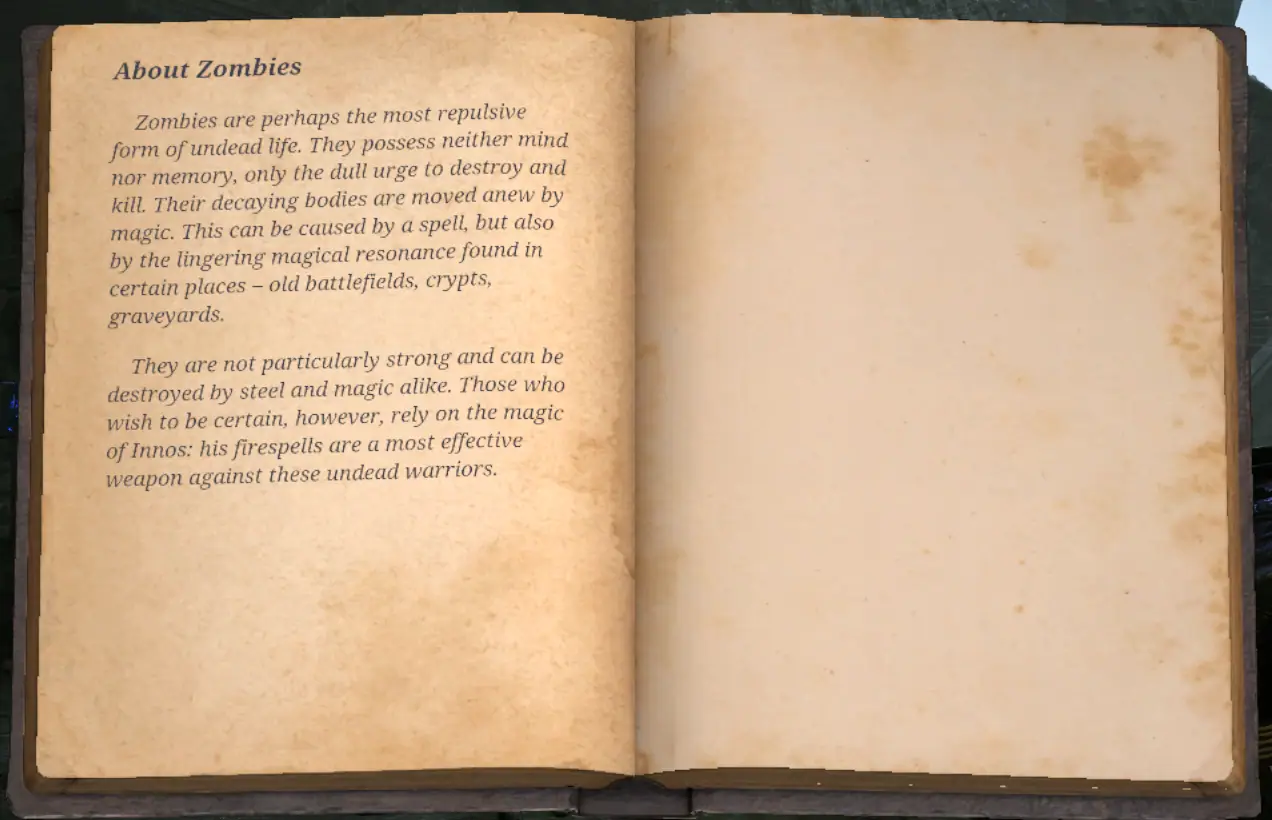 About Zombies
Zombies are perhaps the most repulsive
form of undead life. They possess neither mind
nor memory, only the dull urge to destroy and
kill. Their decaying bodies are moved anew by
magic. This can be caused by a spell, but also
by the lingering magical resonance found in
certain places – old battlefields, crypts,
graveyards.
They are not particularly strong and can be
destroyed by steel and magic alike. Those who
wish to be certain, however, rely on the magic
of Innos: his firespells are a most effective
weapon against these undead warriors.